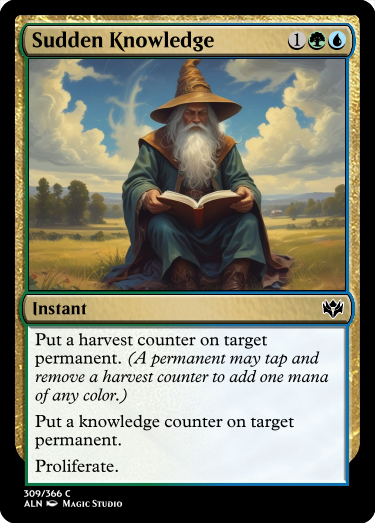 Sudden Knowledge 1
Instant
Put a harvest counter on target
permanent. (A permanent may tap and
remove a harvest counter to add one mana
of any color.)
Put a knowledge counter on target
permanent.
Proliferate.
309/366 C
ALN Magic Studio